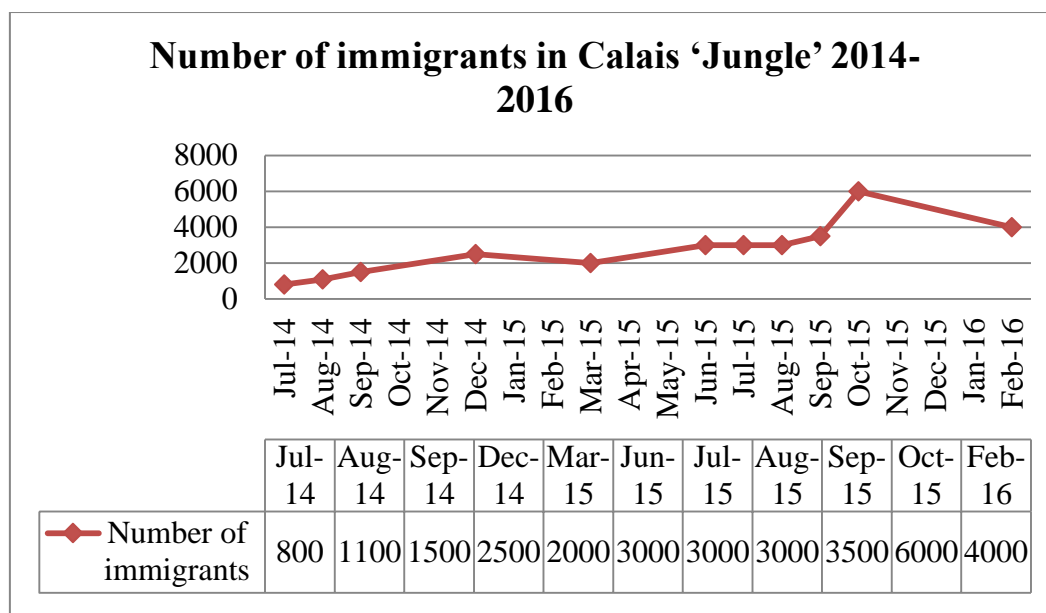 Number of immigrants in Calais ‘Jungle’ 2014-
2016
8000
6000
4000
2000
0
Jul-14
Aug-14
Sep-14
Oct-14
Nov-14
Dec-14
Jan-15
Feb-15
Mar-15
Apr-15
May-15
Jun-15
Jul-15
Aug-15
Sep-15
Oct-15
Nov-15
Dec-15
Jan-16
Feb-16
Jul- Aug- Sep- Dec- Mar- Jun- Jul- Aug- Sep- Oct- Feb-
14 14 14 14 15 15 15 15 15 15 16
Number of
immigrants
800 1100 1500 2500 2000 3000 3000 3000 3500 6000 4000